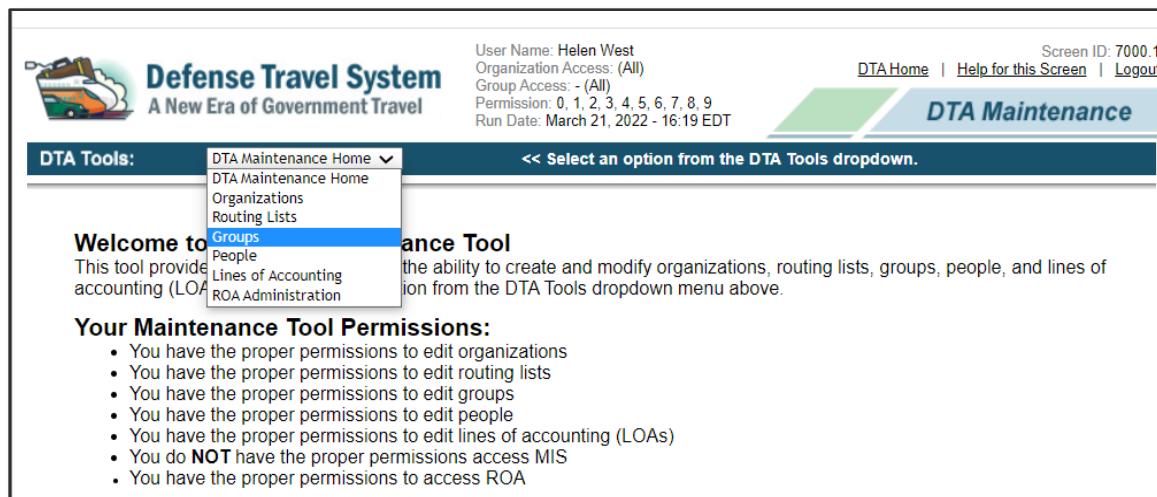 Defense Travel System
A New Era of Government Travel
User Name: Helen West
Organization Access: (All)
Group Access: - (All)
Permission: 0, 1, 2, 3, 4, 5, 6, 7, 8, 9
Run Date: March 21, 2022 - 16:19 EDT
Screen ID: 7000.1
DTA Home | Help for this Screen | Logout
DTA Maintenance
DTA Tools: DTA Maintenance Home << Select an option from the DTA Tools dropdown.
DTA Maintenance Home
Organizations
Routing Lists
Groups
People
Lines of Accounting
ROA Administration
Welcome to ance Tool
This tool provide the ability to create and modify organizations, routing lists, groups, people, and lines of
accounting (LOA ion from the DTA Tools dropdown menu above.
Your Maintenance Tool Permissions:
• You have the proper permissions to edit organizations
• You have the proper permissions to edit routing lists
• You have the proper permissions to edit groups
• You have the proper permissions to edit people
• You have the proper permissions to edit lines of accounting (LOAs)
• You do NOT have the proper permissions access MIS
• You have the proper permissions to access ROA